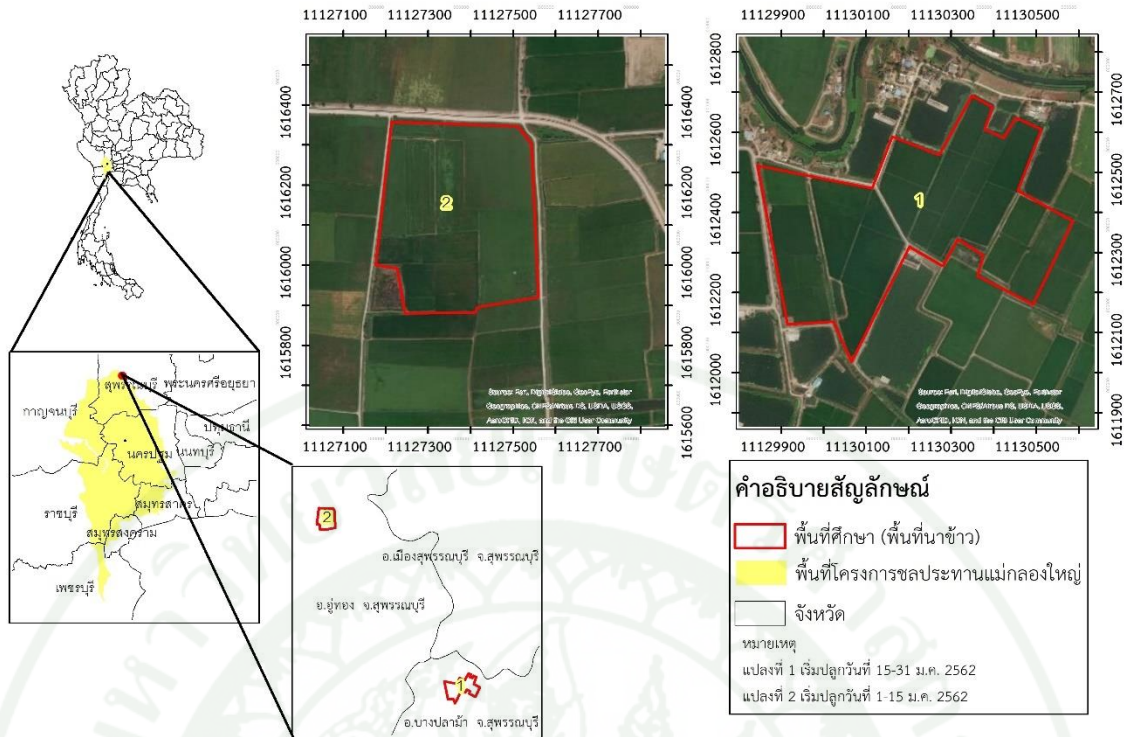 11127100 11127300 11127500 11127700
1616400
1616200
1616000
1615800
1615600
1616400
1616200
1616000
1615800
1615600
11127100 11127300 11127500 11127700
2
11129900 11130100 11130300 11130500
1612800
1612600
1612400
1612200
1612000
1612700
1612500
1612300
1612100
1611900
11129900 11130100 11130300 11130500
1
สุพรรณบุรี
พระนครศรีอยุธยา
กาญจนบุรี
ปทุมธานี
นครปฐม
นนทบุรี
ราชบุรี
สมุทรสาคร
สมุทรสงคราม
เพชรบุรี
2
อ.เมืองสุพรรณบุรี จ.สุพรรณบุรี
อ.อู่ทอง จ.สุพรรณบุรี
1
อ.บางปลาม้า จ.สุพรรณบุรี
คำอธิบายสัญลักษณ์
พื้นที่ศึกษา (พื้นที่นาข้าว)
พื้นที่โครงการชลประทานแม่กลองใหญ่
จังหวัด
หมายเหตุ
แปลงที่ 1 เริ่มปลูกวันที่ 15-31 ม.ค. 2562
แปลงที่ 2 เริ่มปลูกวันที่ 1-15 ม.ค. 2562